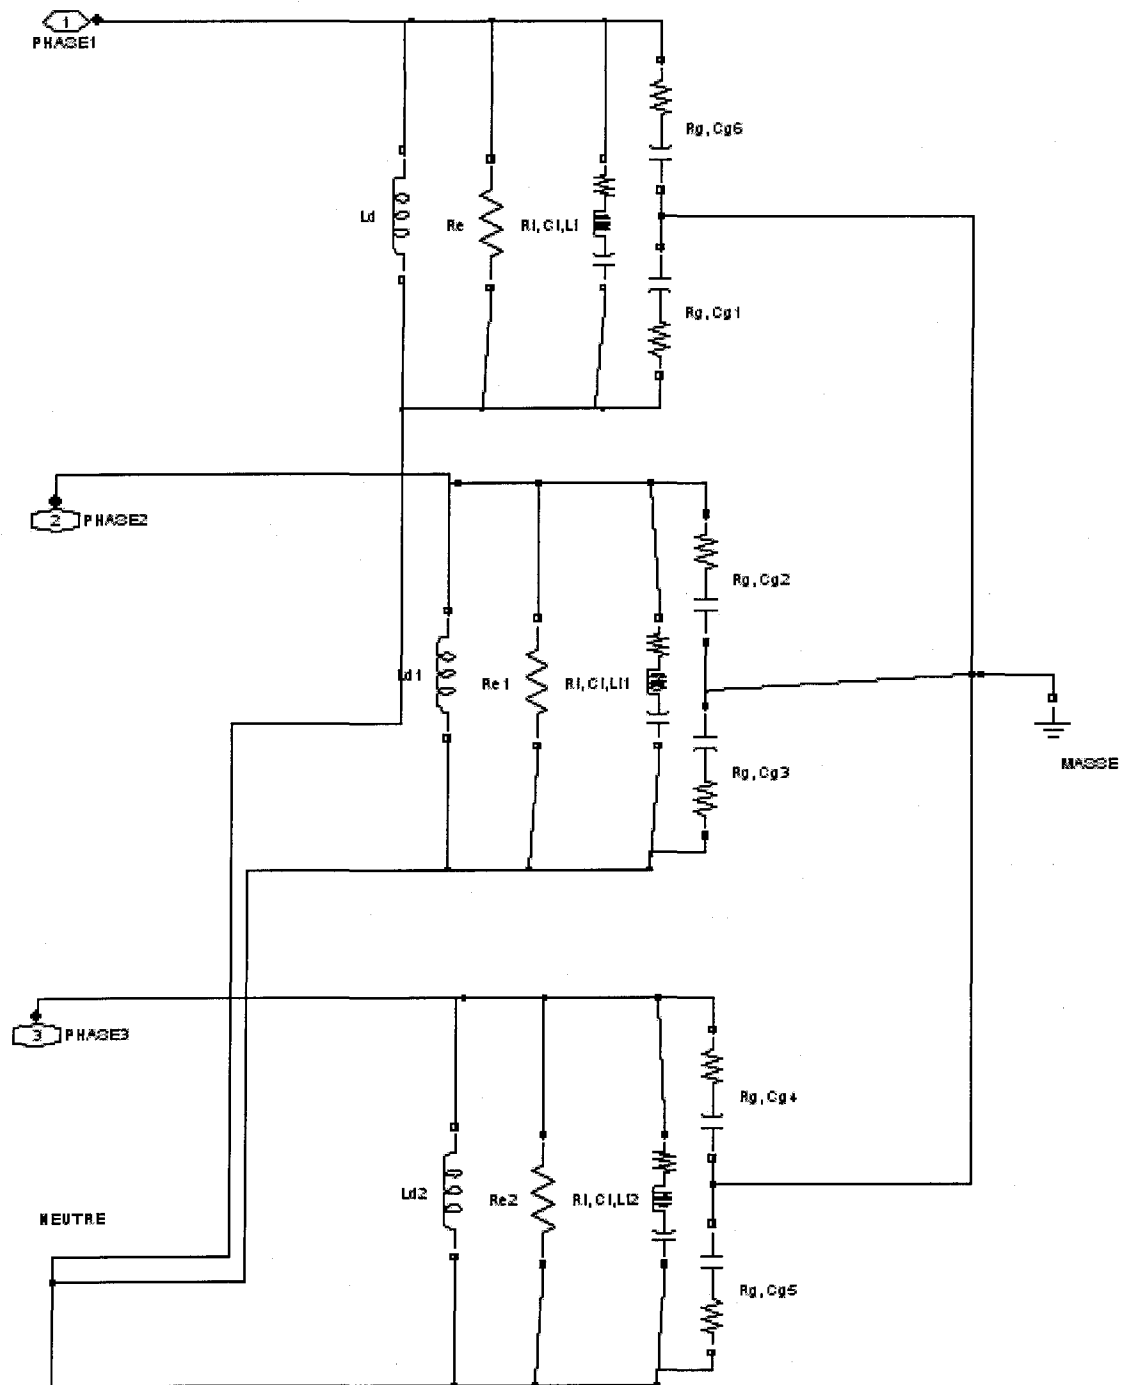 1
PHASE1
Rg,Cg6
Ld
Re
Rl,Cl,Ll
Rg,Cg1
2
PHASE2
Rg,Cg2
Ld1
Re1
Rl,Cl,Ll1
Rg,Cg3
MASSE
3
PHASE3
Rg,Cg4
Ld2
Re2
Rl,Cl,Ll2
NEUTRE
Rg,Cg5